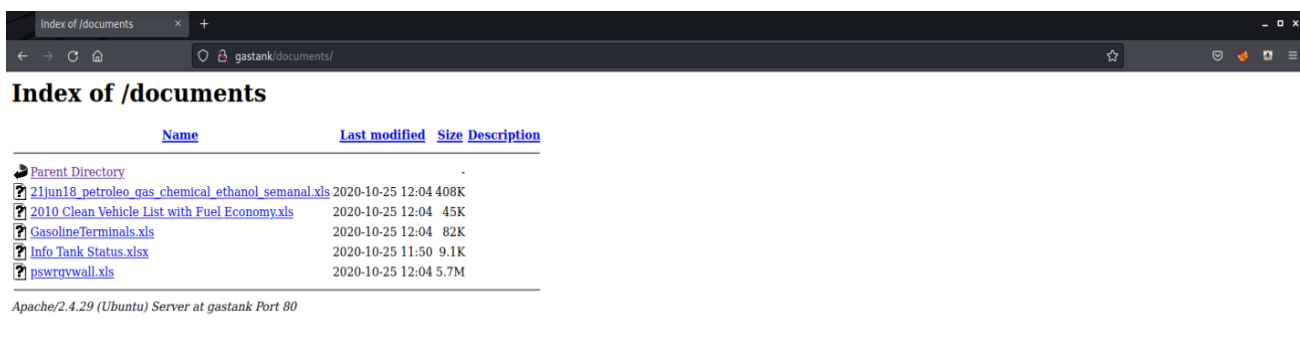 Index of /documents × +
gastank/documents/
Index of /documents
Name Last modified Size Description
Parent Directory -
21jun18_petroleo_gas_chemical_ethanol_semanal.xls 2020-10-25 12:04 408K
2010 Clean Vehicle List with Fuel Economy.xls 2020-10-25 12:04 45K
GasolineTerminals.xls 2020-10-25 12:04 82K
Info Tank Status.xlsx 2020-10-25 11:50 9.1K
pswrgvwall.xls 2020-10-25 12:04 5.7M
Apache/2.4.29 (Ubuntu) Server at gastank Port 80